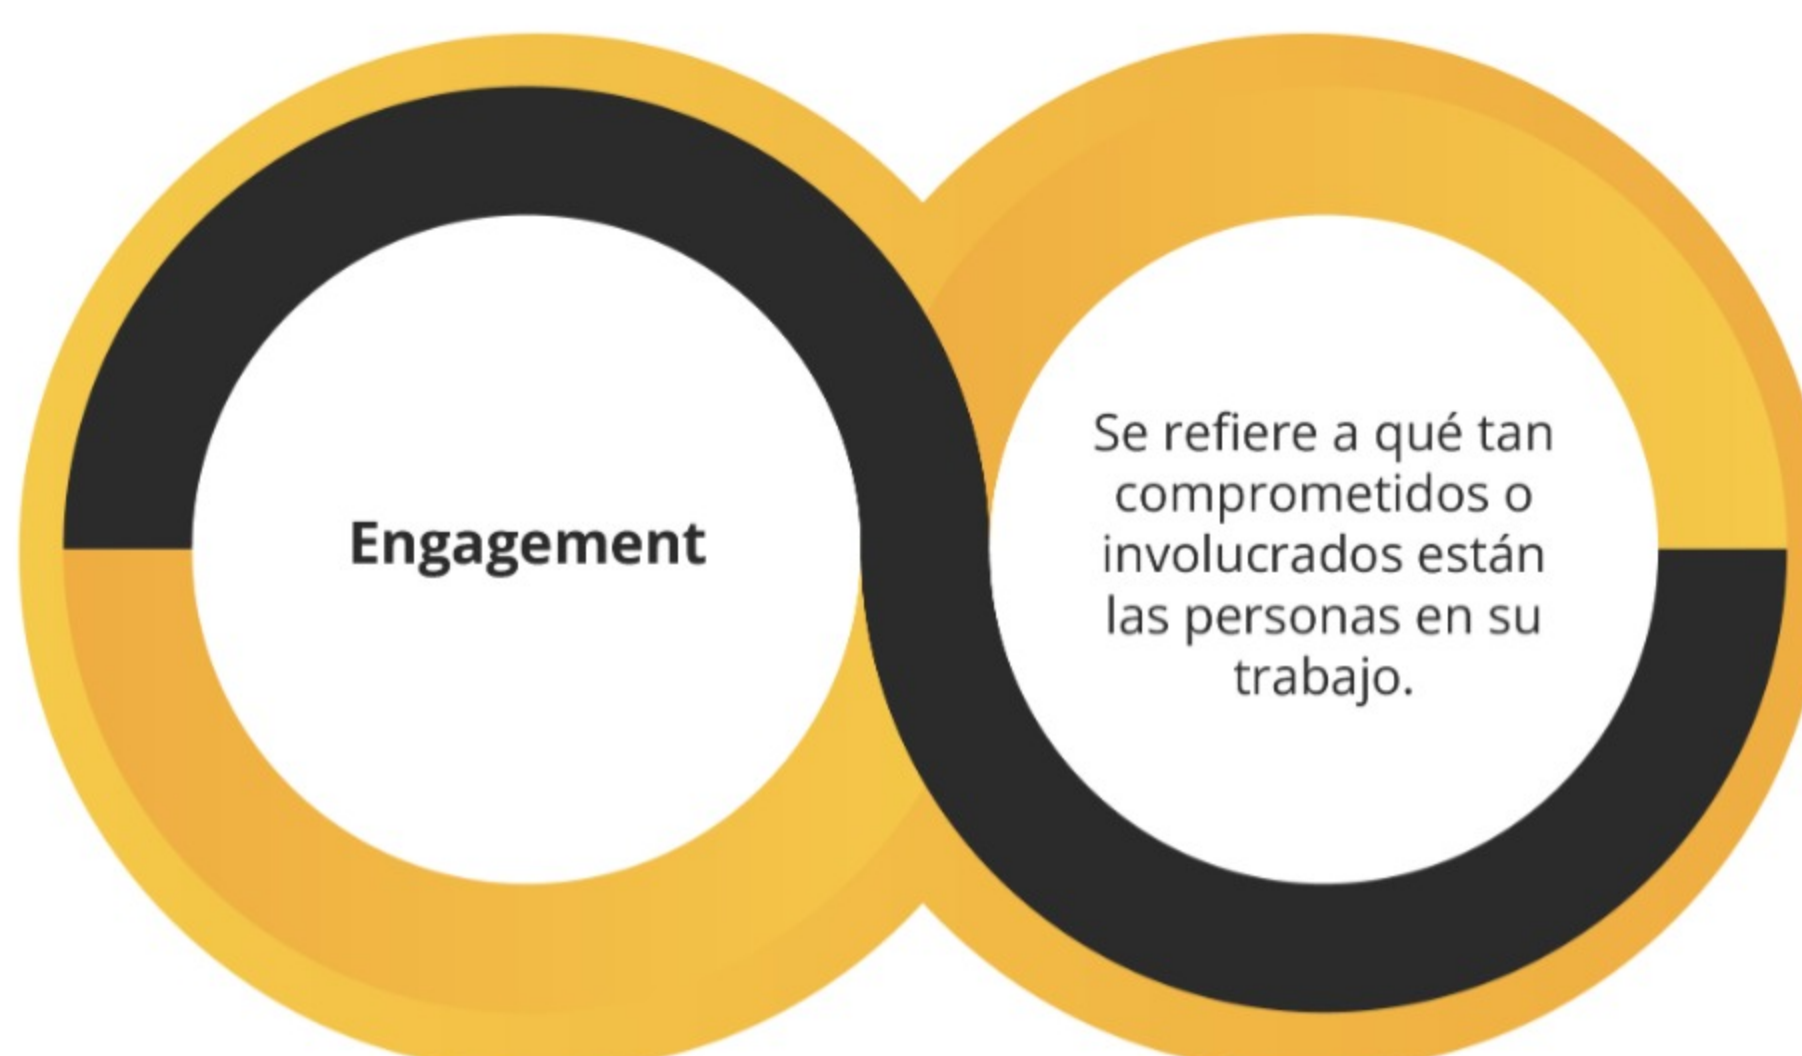 Engagement
Se refiere a qué tan
comprometidos o
involucrados están
las personas en su
trabajo.